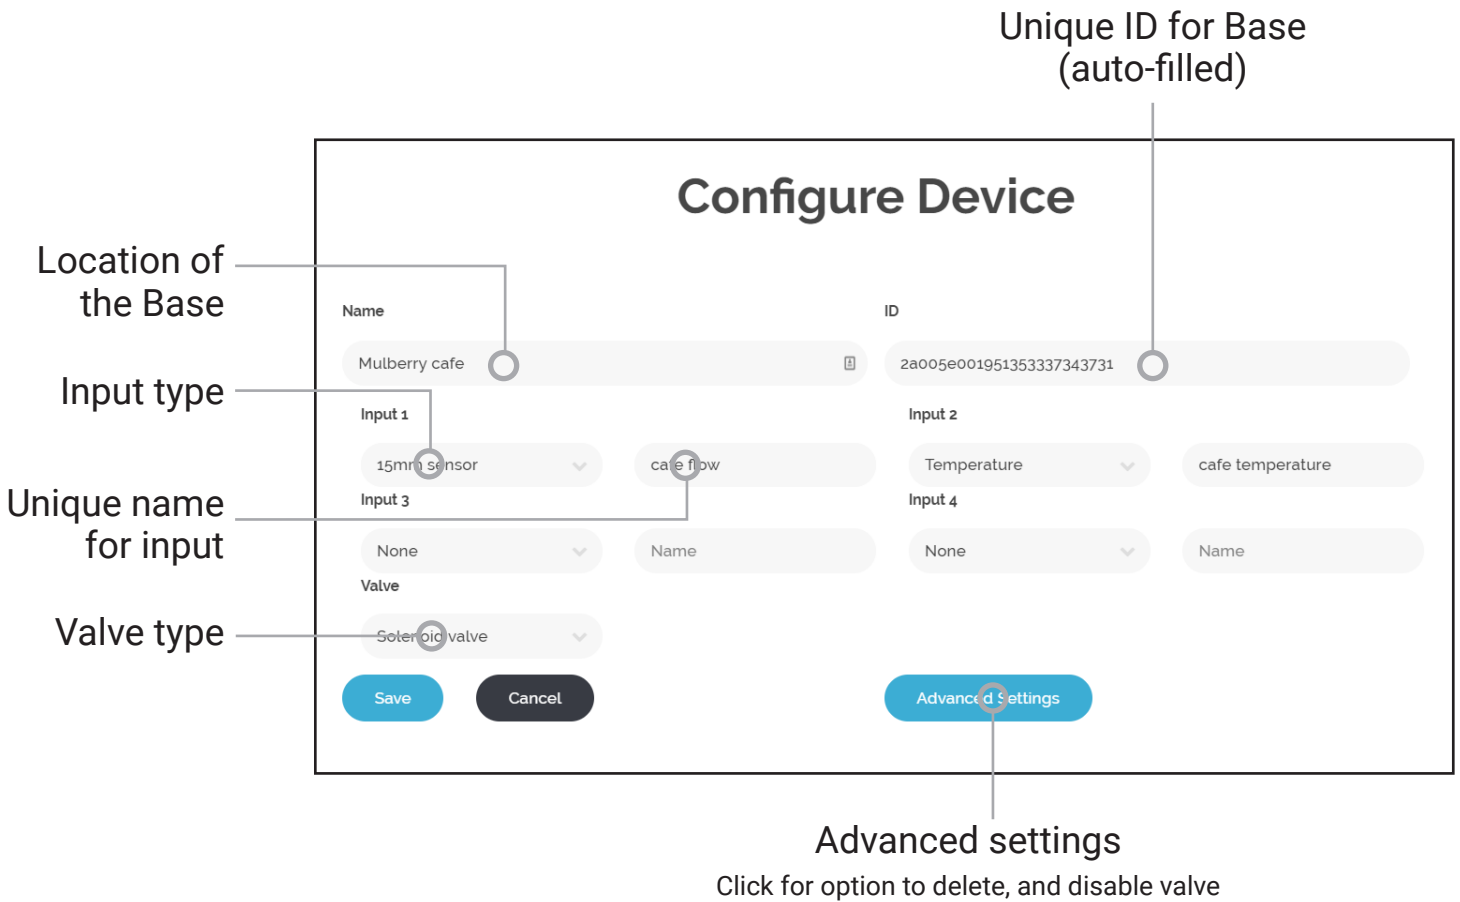 Unique ID for Base
(auto-filled)
Configure Device
Location of
the Base
Name
ID
Mulberry cafe
2a005e001951353337343731
Input type
Input 1
Input 2
15mm sensor
cafe flow
Temperature
cafe temperature
Unique name
for input
Input 3
Input 4
None
Name
None
Name
Valve
Valve type
Solenoid valve
Save
Cancel
Advanced Settings
Advanced settings
Click for option to delete, and disable valve